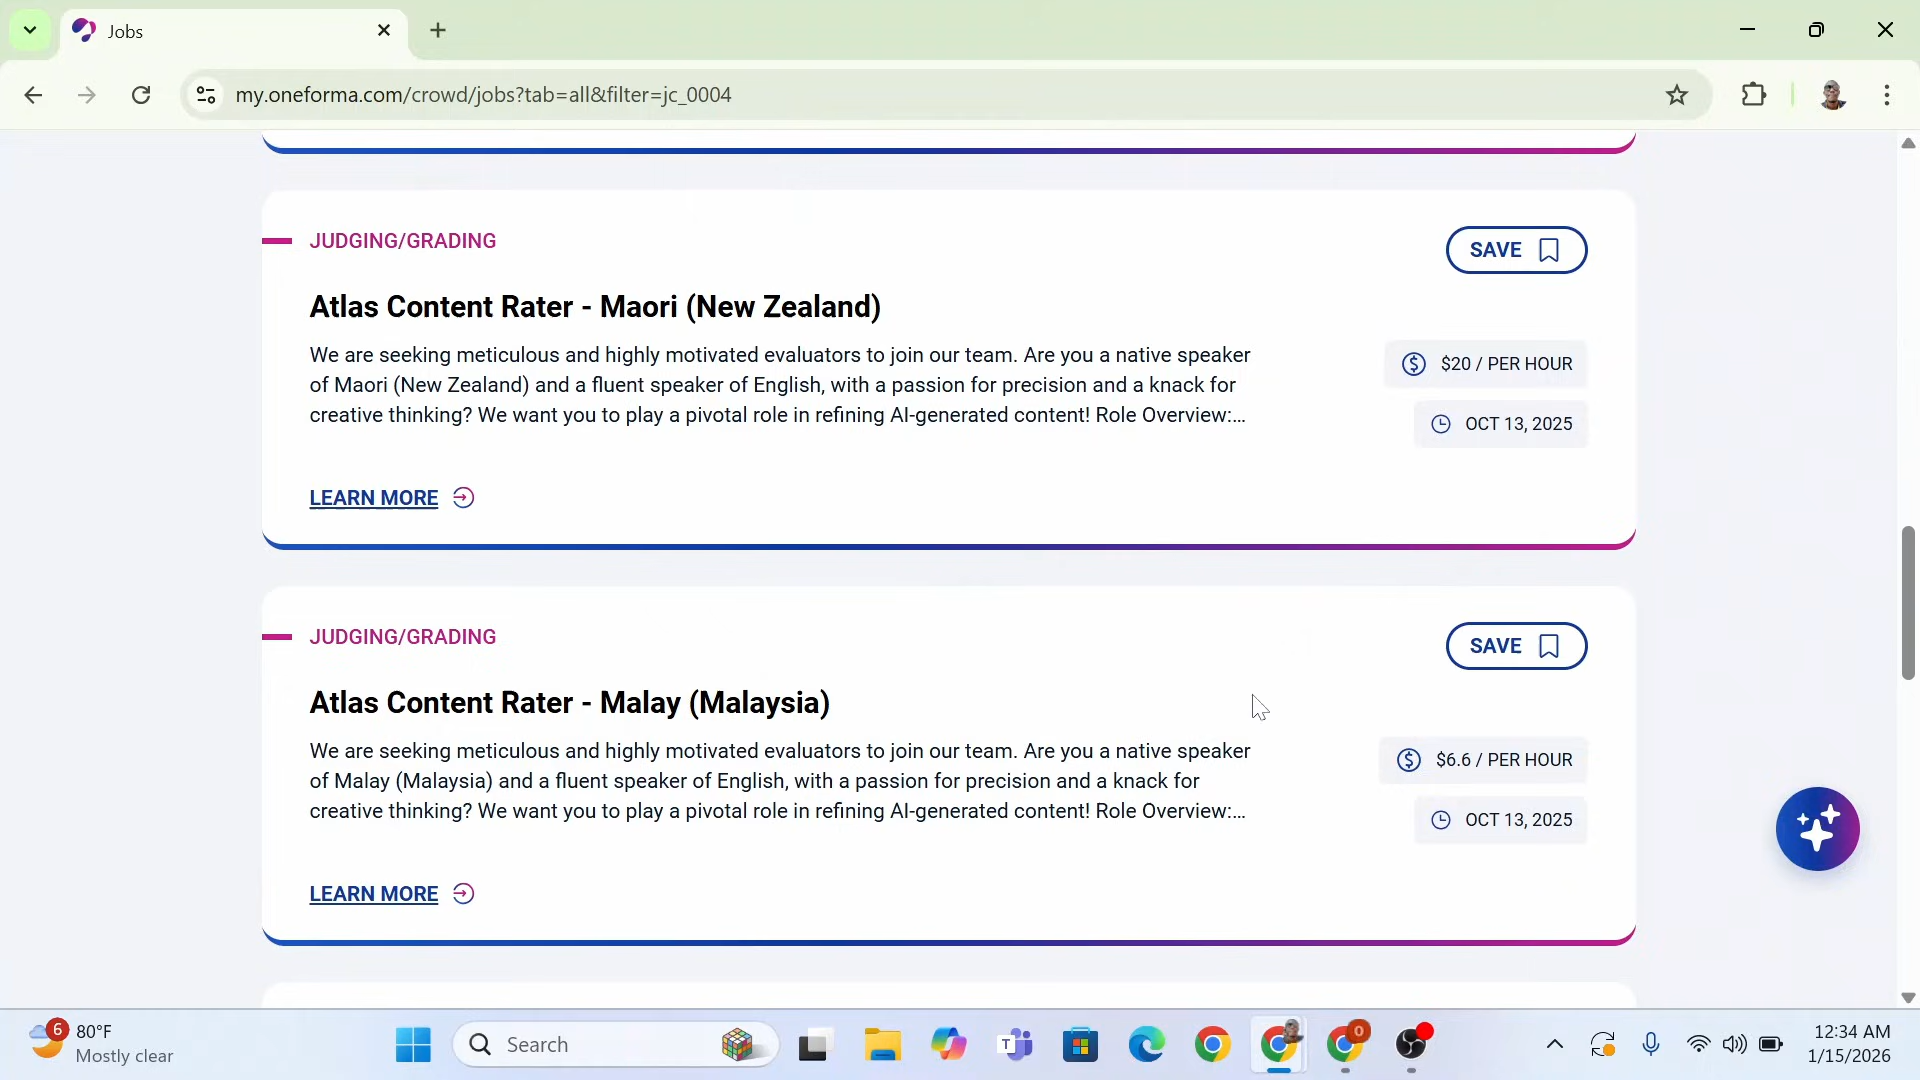 Jobs
my.oneforma.com/crowd/jobs?tab=all&filter=jc_0004
JUDGING/GRADING
SAVE
Atlas Content Rater - Maori (New Zealand)
We are seeking meticulous and highly motivated evaluators to join our team. Are you a native speaker
of Maori (New Zealand) and a fluent speaker of English, with a passion for precision and a knack for
creative thinking? We want you to play a pivotal role in refining AI-generated content! Role Overview:...
$20 / PER HOUR
OCT 13, 2025
LEARN MORE
JUDGING/GRADING
SAVE
Atlas Content Rater - Malay (Malaysia)
We are seeking meticulous and highly motivated evaluators to join our team. Are you a native speaker
of Malay (Malaysia) and a fluent speaker of English, with a passion for precision and a knack for
creative thinking? We want you to play a pivotal role in refining AI-generated content! Role Overview:...
$6.6 / PER HOUR
OCT 13, 2025
LEARN MORE
6
80°F
Mostly clear
Search
T
0
12:34 AM
1/15/2026